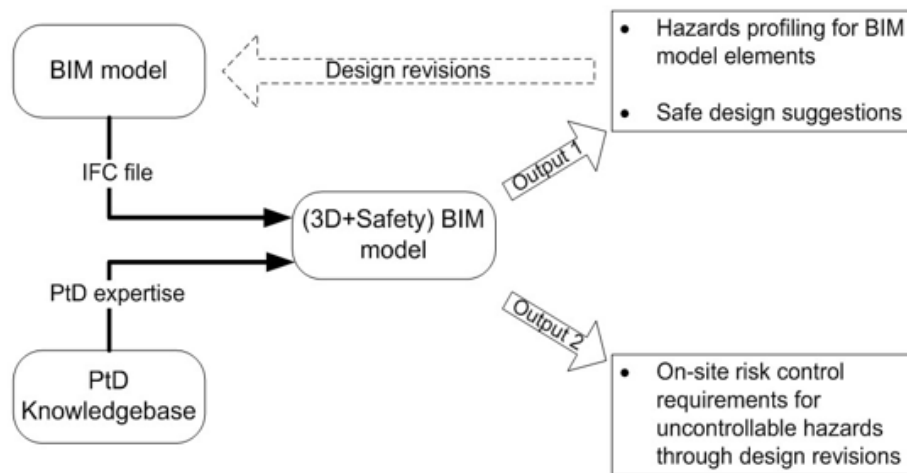 BIM model
IFC file
PtD expertise
PtD
Knowledgebase
(3D+Safety) BIM
model
Design revisions
Output 1
Output 2
• Hazards profiling for BIM
model elements
• Safe design suggestions
• On-site risk control
requirements for
uncontrollable hazards
through design revisions